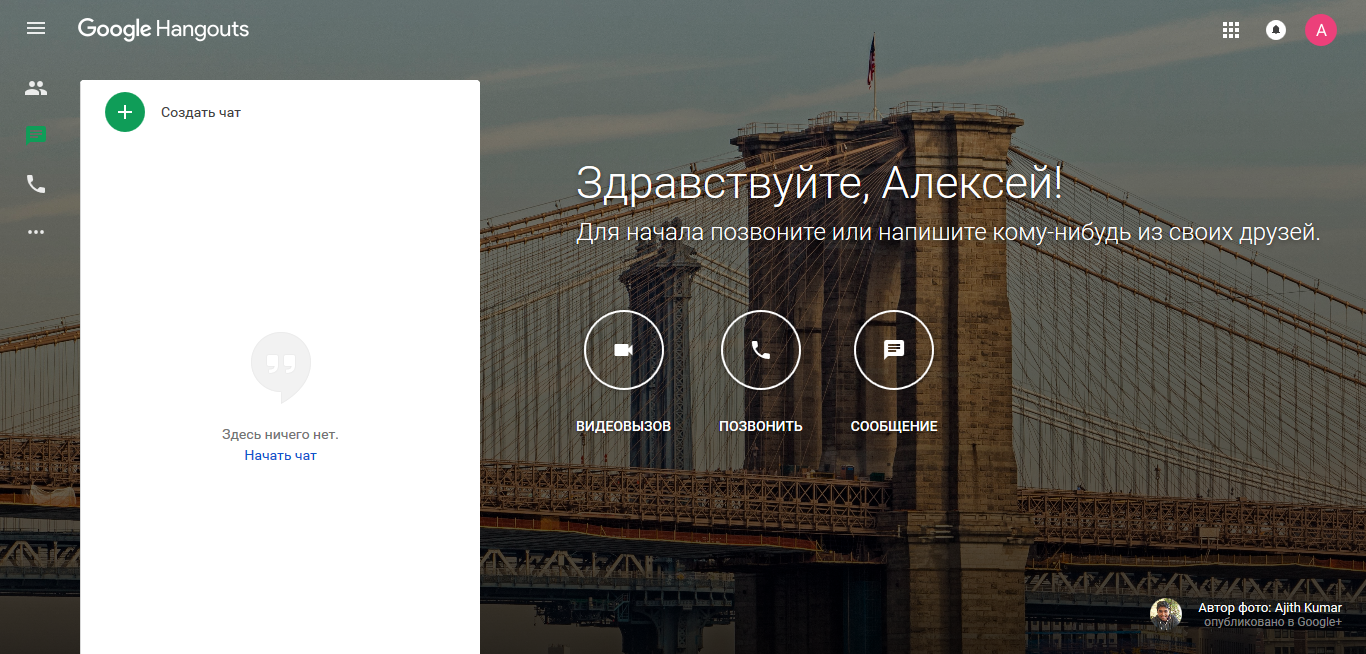 Google Hangouts
A
Создать чат
Здравствуйте, Алексей!
Для начала позвоните или напишите кому-нибудь из своих друзей.
ВИДЕОВЫЗОВ
ПОЗВОНИТЬ
СООБЩЕНИЕ
Здесь ничего нет.
Начать чат
Автор фото: Ajith Kumar
опубликовано в Google+